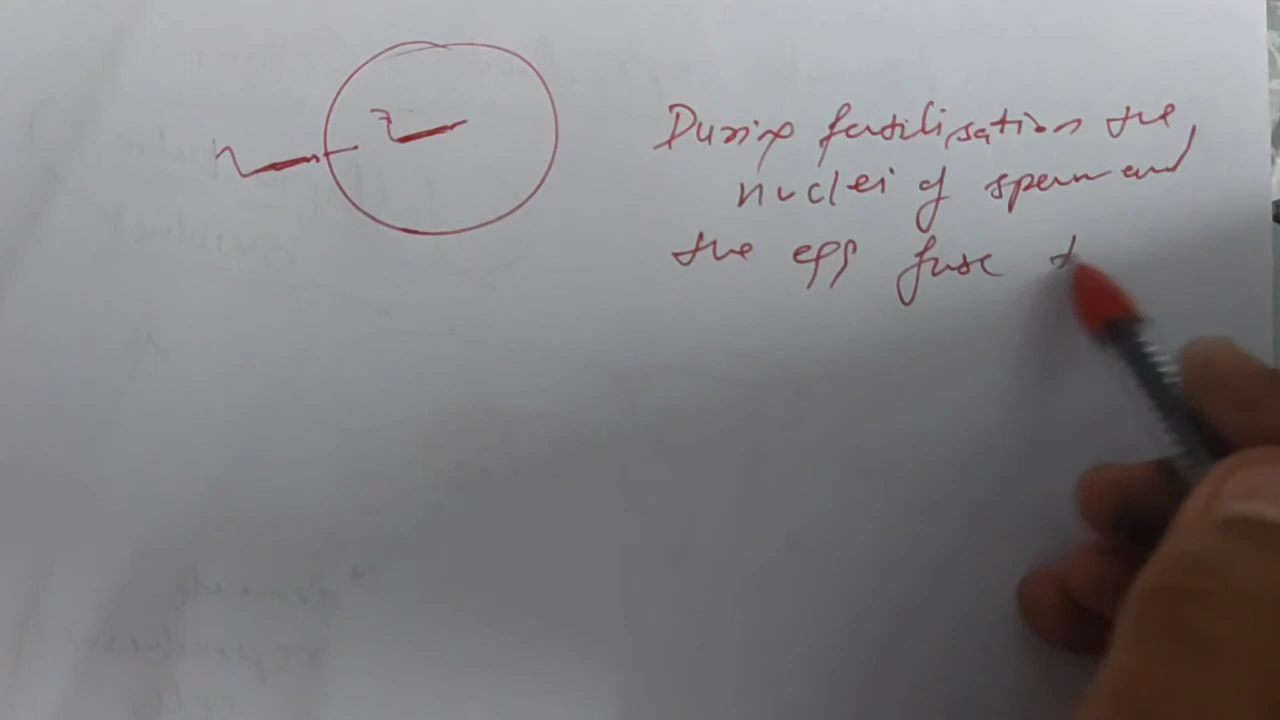 During fertilisation the
nuclei of sperm and
the egg fuse t